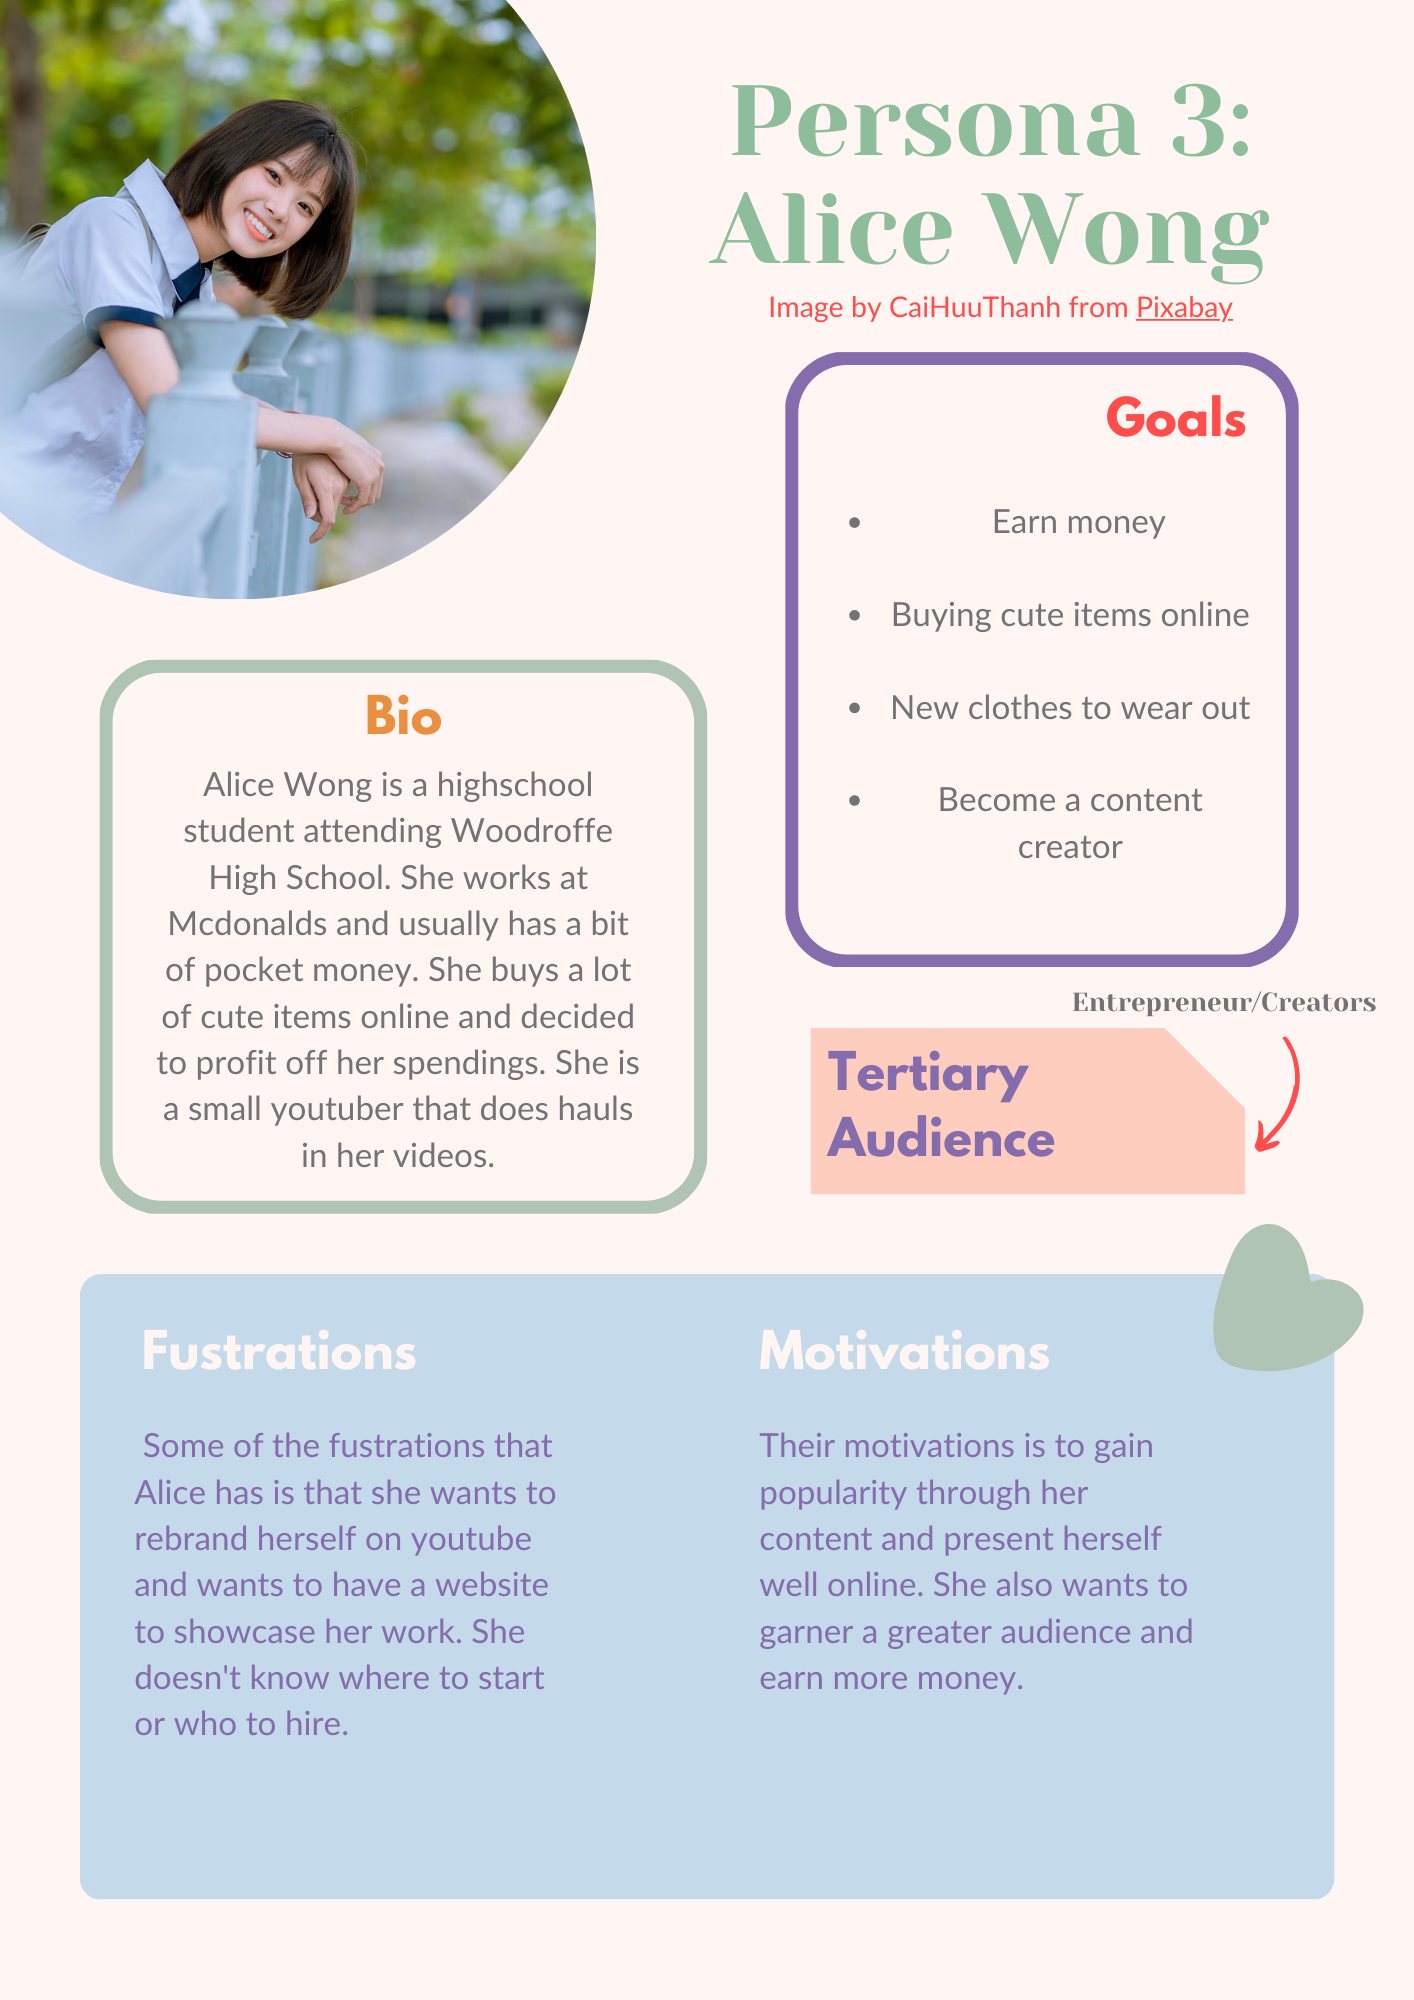 Persona 3:
Alice Wong
Image by CaiHuuThanh from Pixabay
Goals
• Earn money
• Buying cute items online
• New clothes to wear out
• Become a content
creator
Bio
Alice Wong is a highschool
student attending Woodroffe
High School. She works at
Mcdonalds and usually has a bit
of pocket money. She buys a lot
of cute items online and decided
to profit off her spendings. She is
a small youtuber that does hauls
in her videos.
Entrepreneur/Creators
Tertiary
Audience
Fustrations
Some of the fustrations that
Alice has is that she wants to
rebrand herself on youtube
and wants to have a website
to showcase her work. She
doesn't know where to start
or who to hire.
Motivations
Their motivations is to gain
popularity through her
content and present herself
well online. She also wants to
garner a greater audience and
earn more money.